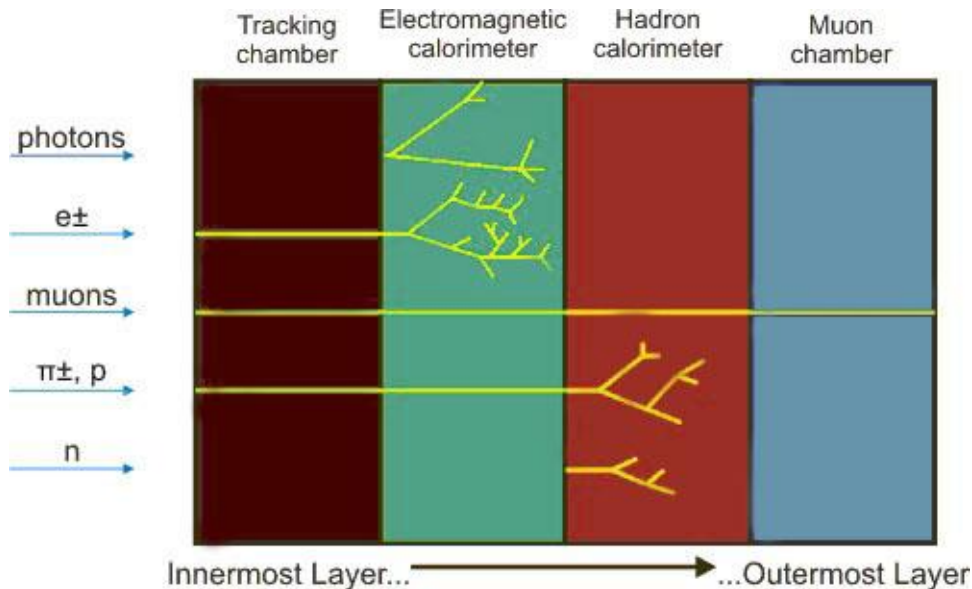 Tracking
chamber
Electromagnetic
calorimeter
Hadron
calorimeter
Muon
chamber
photons
e±
muons
π±, p
n
Innermost Layer...
...Outermost Layer